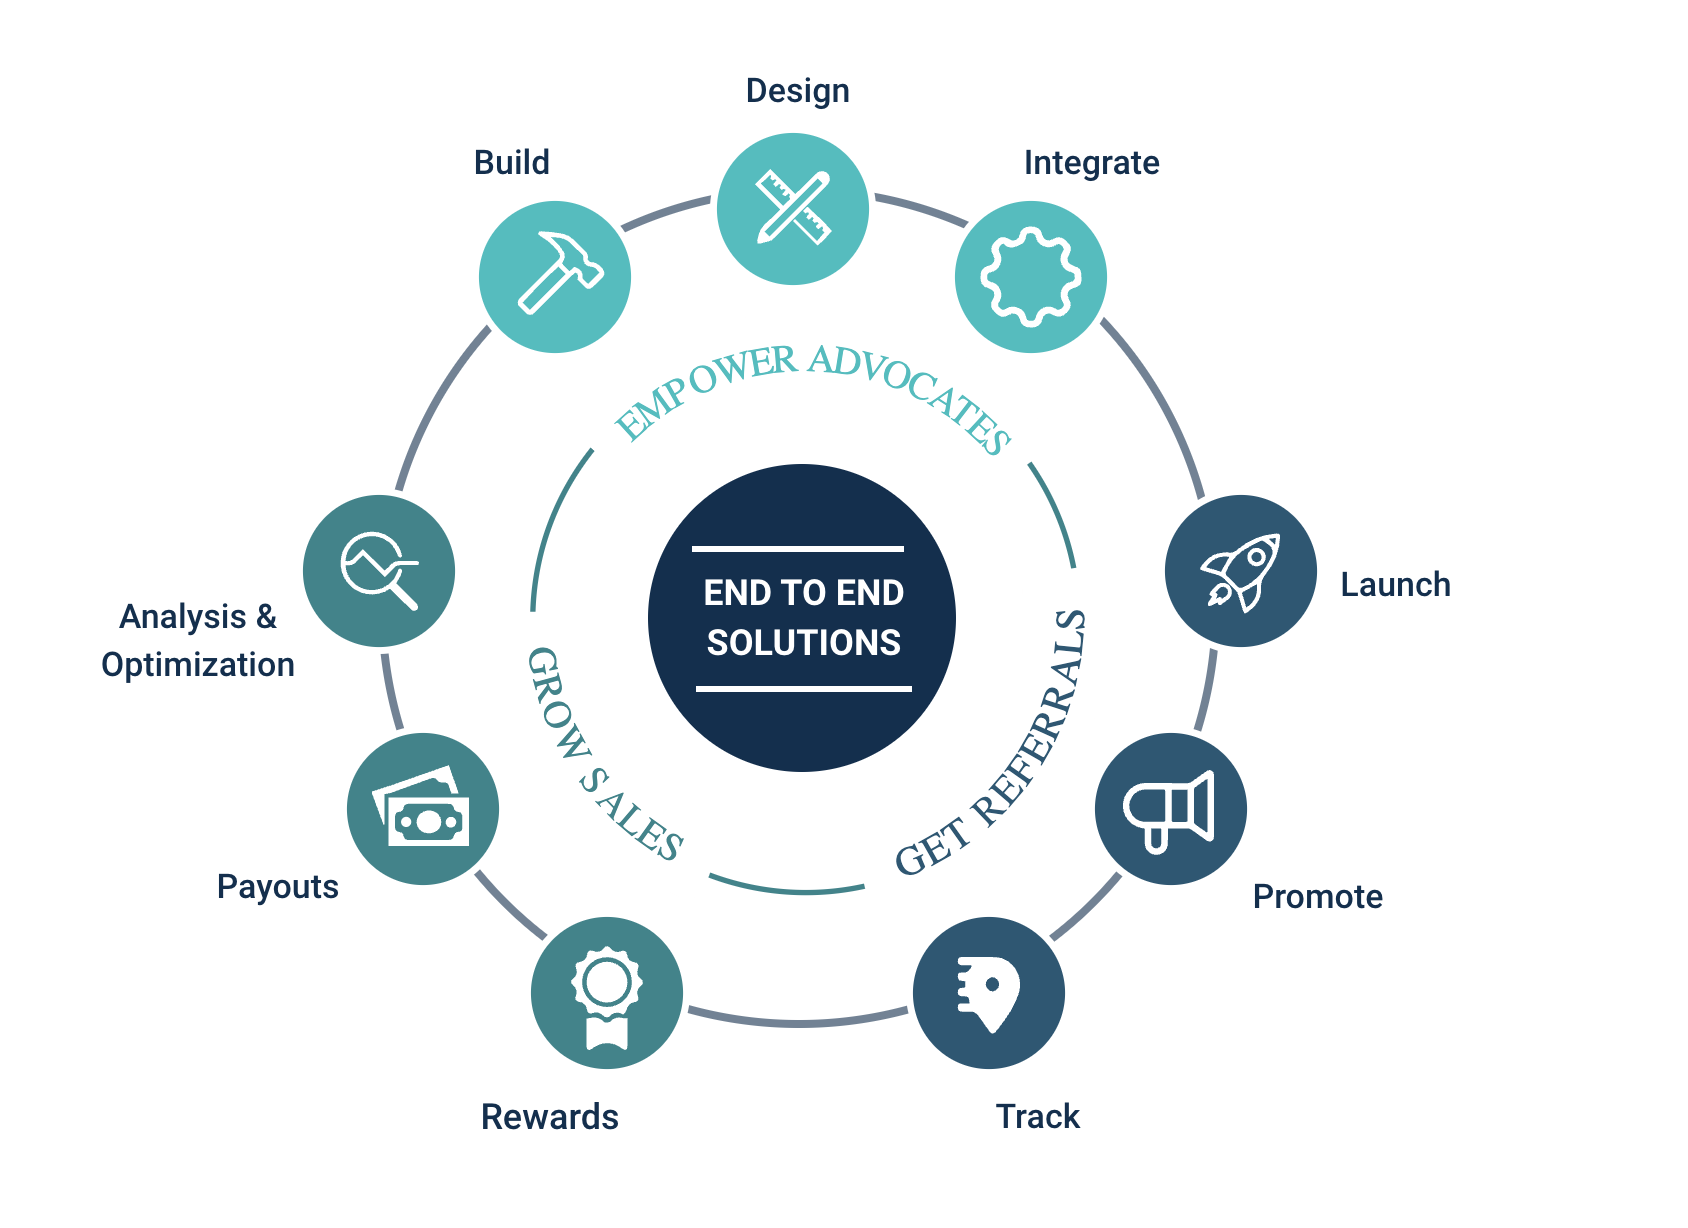 Design
Build
Integrate
EMPOWER ADVOCATES
END TO END
SOLUTIONS
Launch
Analysis &
Optimization
GROW SALES
GET REFERRALS
Payouts
Promote
Rewards
Track